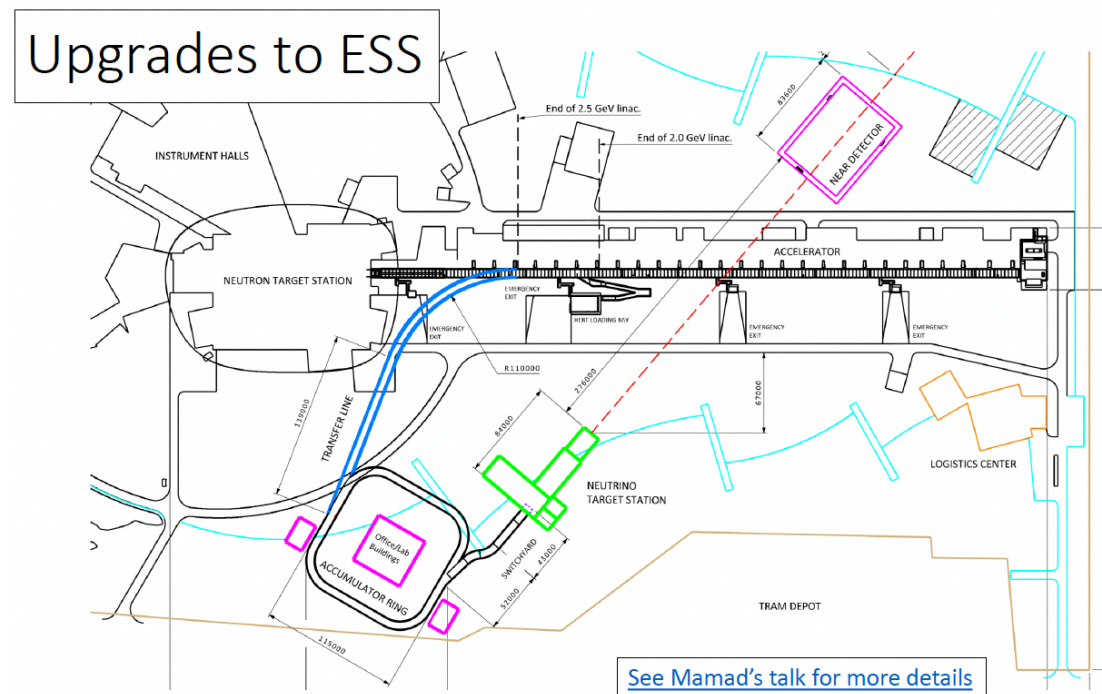 Upgrades to ESS
End of 2.5 GeV linac.
End of 2.0 GeV linac.
83600
NEAR DETECTOR
INSTRUMENT HALLS
ACCELERATOR
NEUTRON TARGET STATION
EMERGENCY
EXIT
HEBT LOADING BAY
EMERGENCY
EXIT
EMERGENCY
EXIT
EMERGENCY
EXIT
R110000
276000
67000
139000
TRANSFER LINE
84000
LOGISTICS CENTER
NEUTRINO
TARGET STATION
Office/Lab
Buildings
ACCUMULATOR RING
SWITCHYARD
43000
52000
115000
TRAM DEPOT
See Mamad's talk for more details